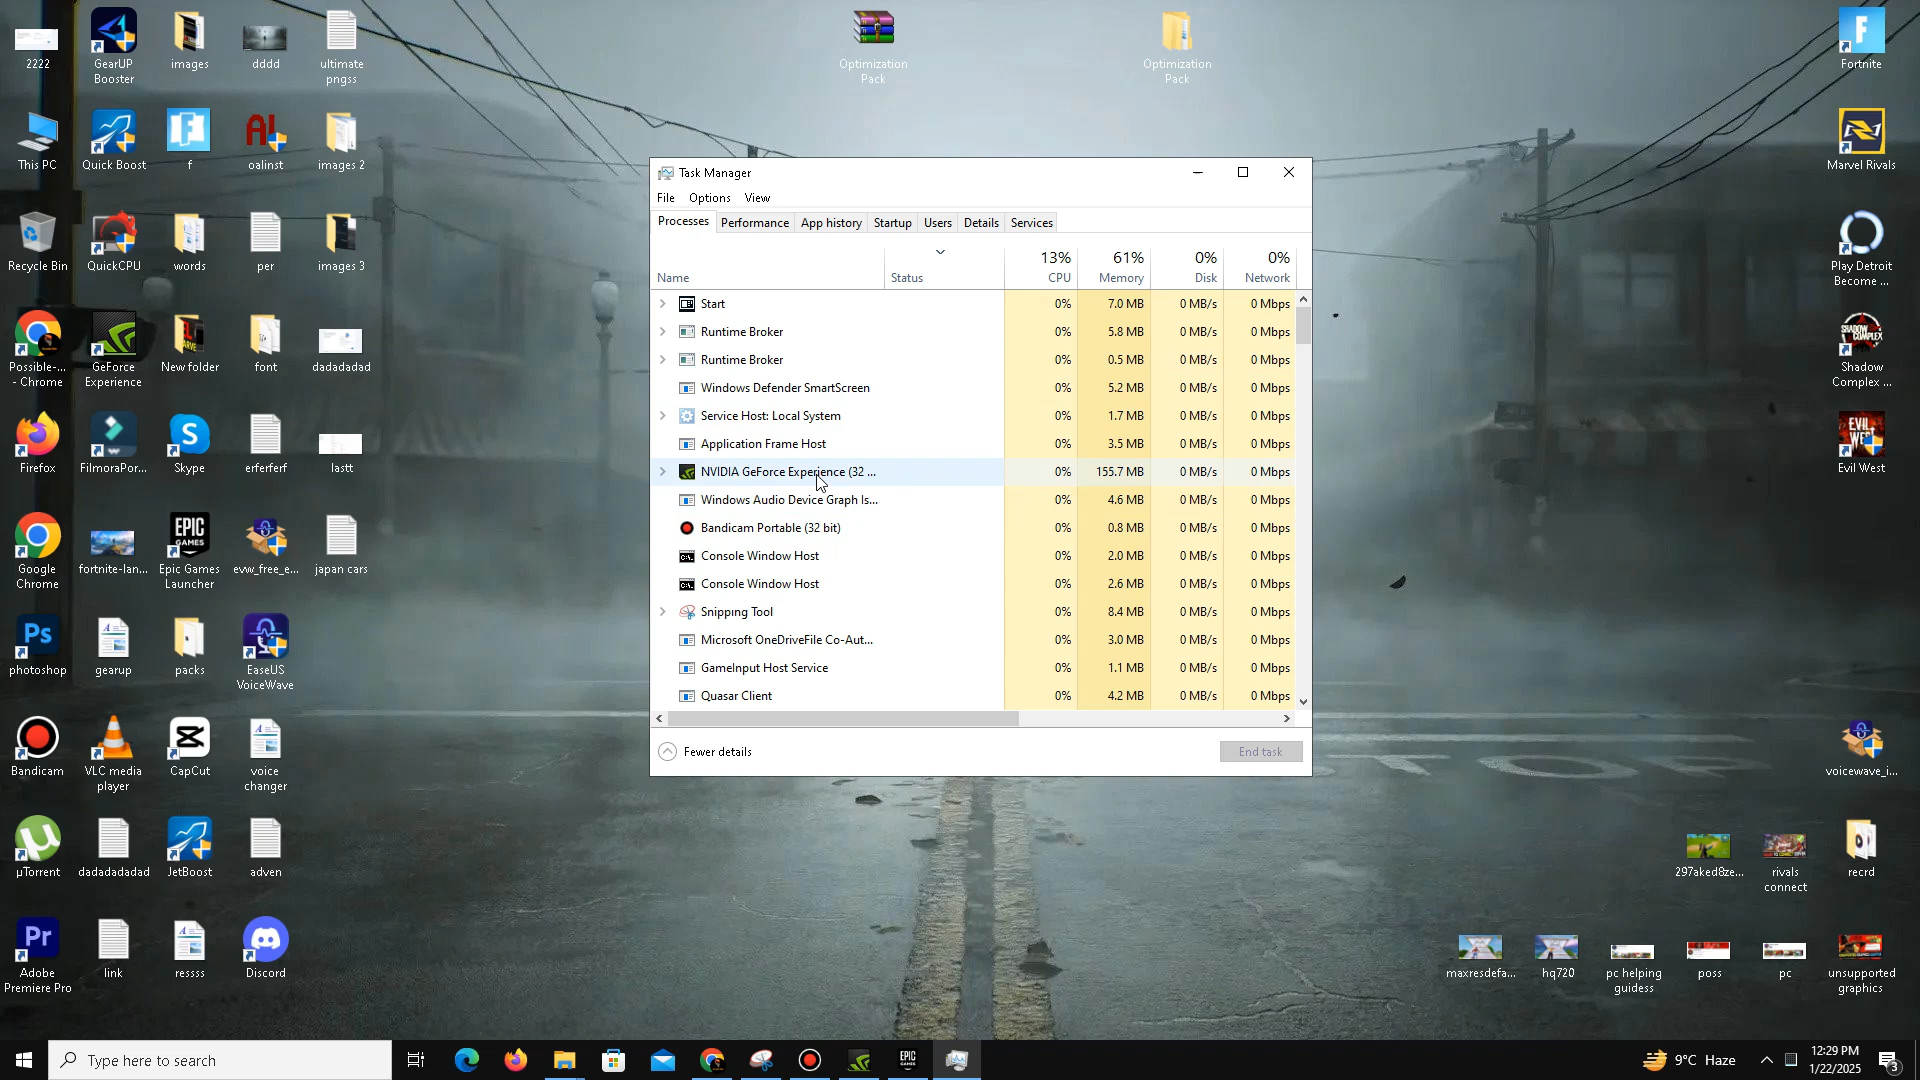 2222
GearUP
Booster
images
dddd
ultimate
pngss
Optimization
Pack
Optimization
Pack
Fortnite
This PC
Quick Boost
f
oalinst
images 2
Marvel Rivals
Recycle Bin
QuickCPU
words
per
images 3
Play Detroit
Become ...
Possible-...
- Chrome
GeForce
Experience
New folder
font
dadadadad
Shadow
Complex ...
Firefox
FilmoraPor...
Skype
erferferf
lastt
Evil West
Google
Chrome
fortnite-lan...
Epic Games
Launcher
evw_free_e...
japan cars
photoshop
gearup
packs
EaseUS
VoiceWave
Bandicam
VLC media
player
CapCut
voice
changer
voicewave_i...
µTorrent
dadadadadad
JetBoost
adven
297aked8ze...
rivals
connect
recrd
Adobe
Premiere Pro
link
ressss
Discord
maxresdefa...
hq720
pc helping
guidess
poss
pc
unsupported
graphics
Task Manager
File Options View
Processes Performance App history Startup Users Details Services
13% 61% 0% 0%
Name Status CPU Memory Disk Network
Start 0% 7.0 MB 0 MB/s 0 Mbps
Runtime Broker 0% 5.8 MB 0 MB/s 0 Mbps
Runtime Broker 0% 0.5 MB 0 MB/s 0 Mbps
Windows Defender SmartScreen 0% 5.2 MB 0 MB/s 0 Mbps
Service Host: Local System 0% 1.7 MB 0 MB/s 0 Mbps
Application Frame Host 0% 3.5 MB 0 MB/s 0 Mbps
NVIDIA GeForce Experience (32 ... 0% 155.7 MB 0 MB/s 0 Mbps
Windows Audio Device Graph Is... 0% 4.6 MB 0 MB/s 0 Mbps
Bandicam Portable (32 bit) 0% 0.8 MB 0 MB/s 0 Mbps
Console Window Host 0% 2.0 MB 0 MB/s 0 Mbps
Console Window Host 0% 2.6 MB 0 MB/s 0 Mbps
Snipping Tool 0% 8.4 MB 0 MB/s 0 Mbps
Microsoft OneDriveFile Co-Aut... 0% 3.0 MB 0 MB/s 0 Mbps
GameInput Host Service 0% 1.1 MB 0 MB/s 0 Mbps
Quasar Client 0% 4.2 MB 0 MB/s 0 Mbps
Fewer details
End task
Type here to search
9°C Haze
12:29 PM
1/22/2025
3